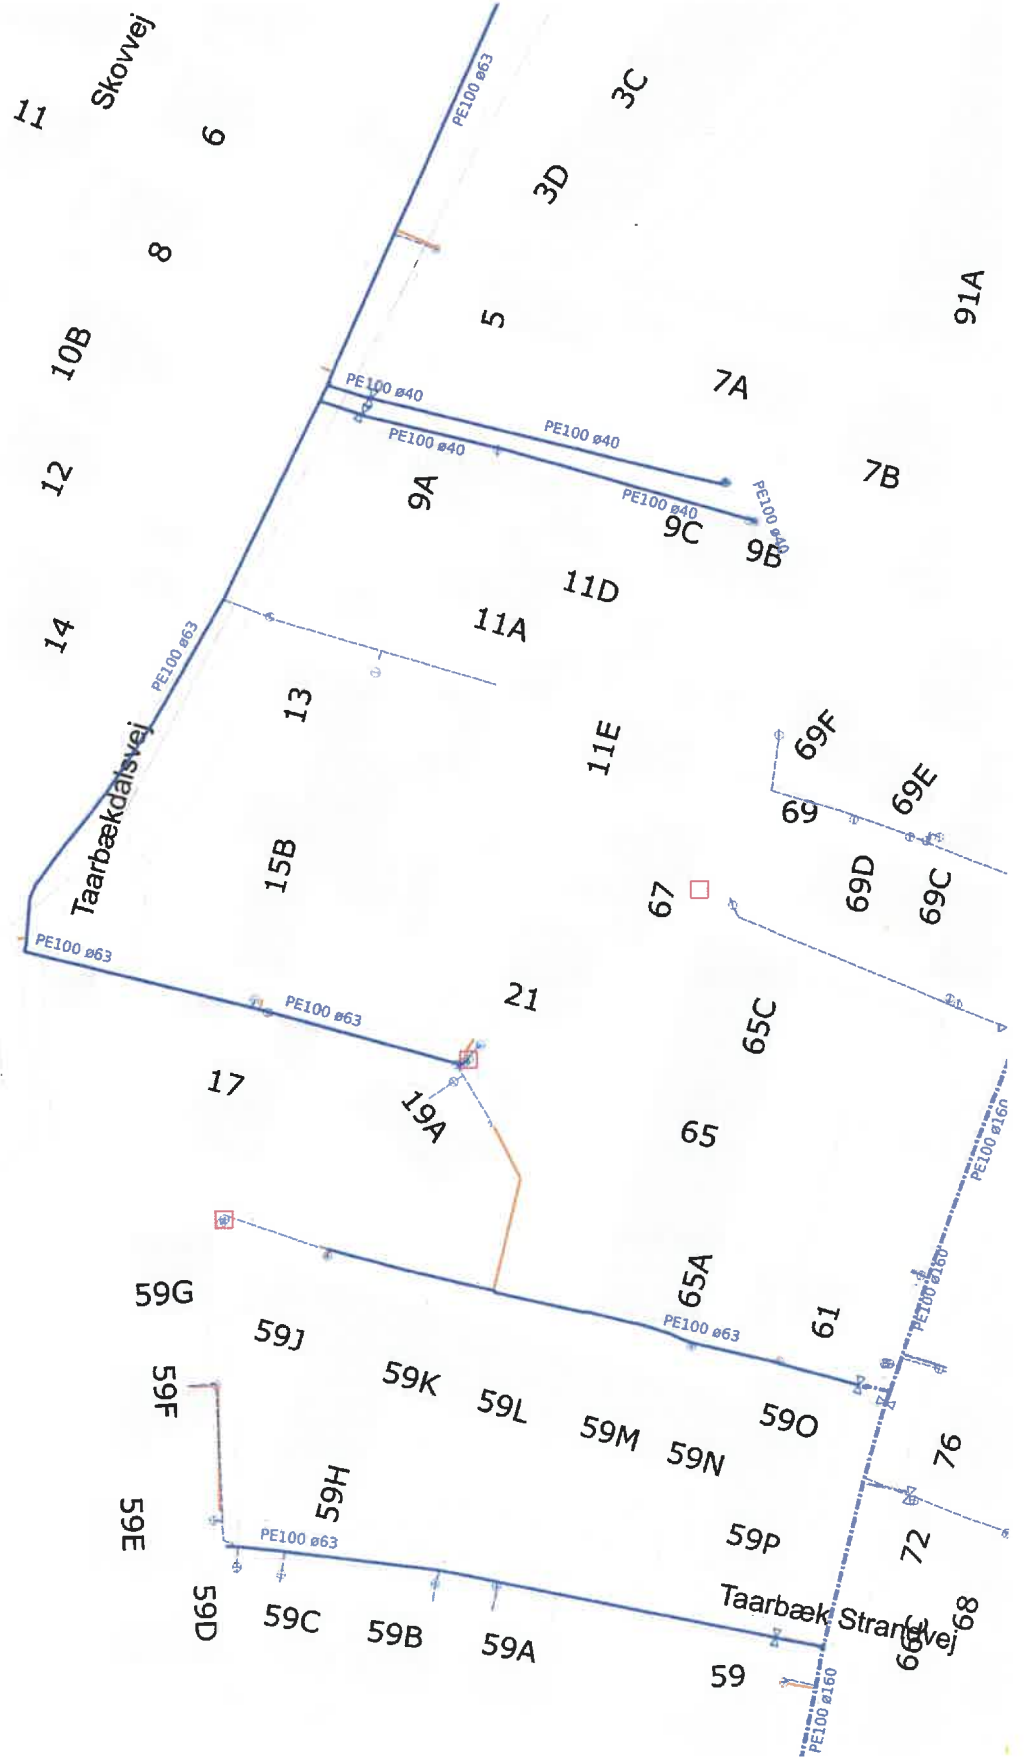 Skovvej
11
6
3C
PE100 ø63
3D
8
91A
5
10B
7A
PE100 ø40
PE100 ø40
PE100 ø40
7B
12
9A
PE100 ø40
PE100 ø40
9C
9B
11D
11A
14
PE100 ø63
13
11E
69F
Taarbækdalsvej
69E
69
15B
69D
69C
67
PE100 ø63
21
PE100 ø63
65C
17
19A
65
PE100 ø160
65A
PE100 ø160
59G
61
59J
PE100 ø63
59K
59F
59L
59O
59M
59N
76
59H
59E
PE100 ø63
59P
72
59D
59C
59B
59A
Taarbæk Strandvej
68
59
PE100 ø160